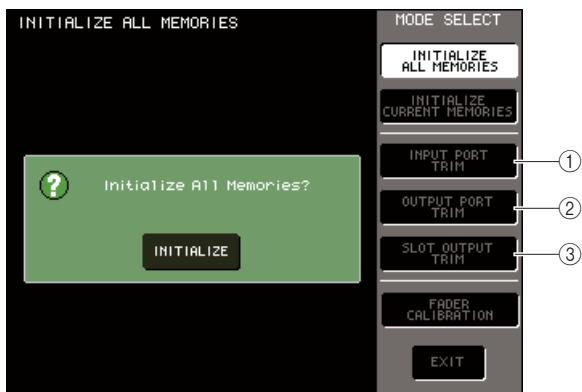 INITIALIZE ALL MEMORIES
MODE SELECT
INITIALIZE
ALL MEMORIES
INITIALIZE
CURRENT MEMORIES
INPUT PORT
TRIM
①
OUTPUT PORT
TRIM
②
SLOT OUTPUT
TRIM
③
FADER
CALIBRATION
EXIT
?
Initialize All Memories?
INITIALIZE